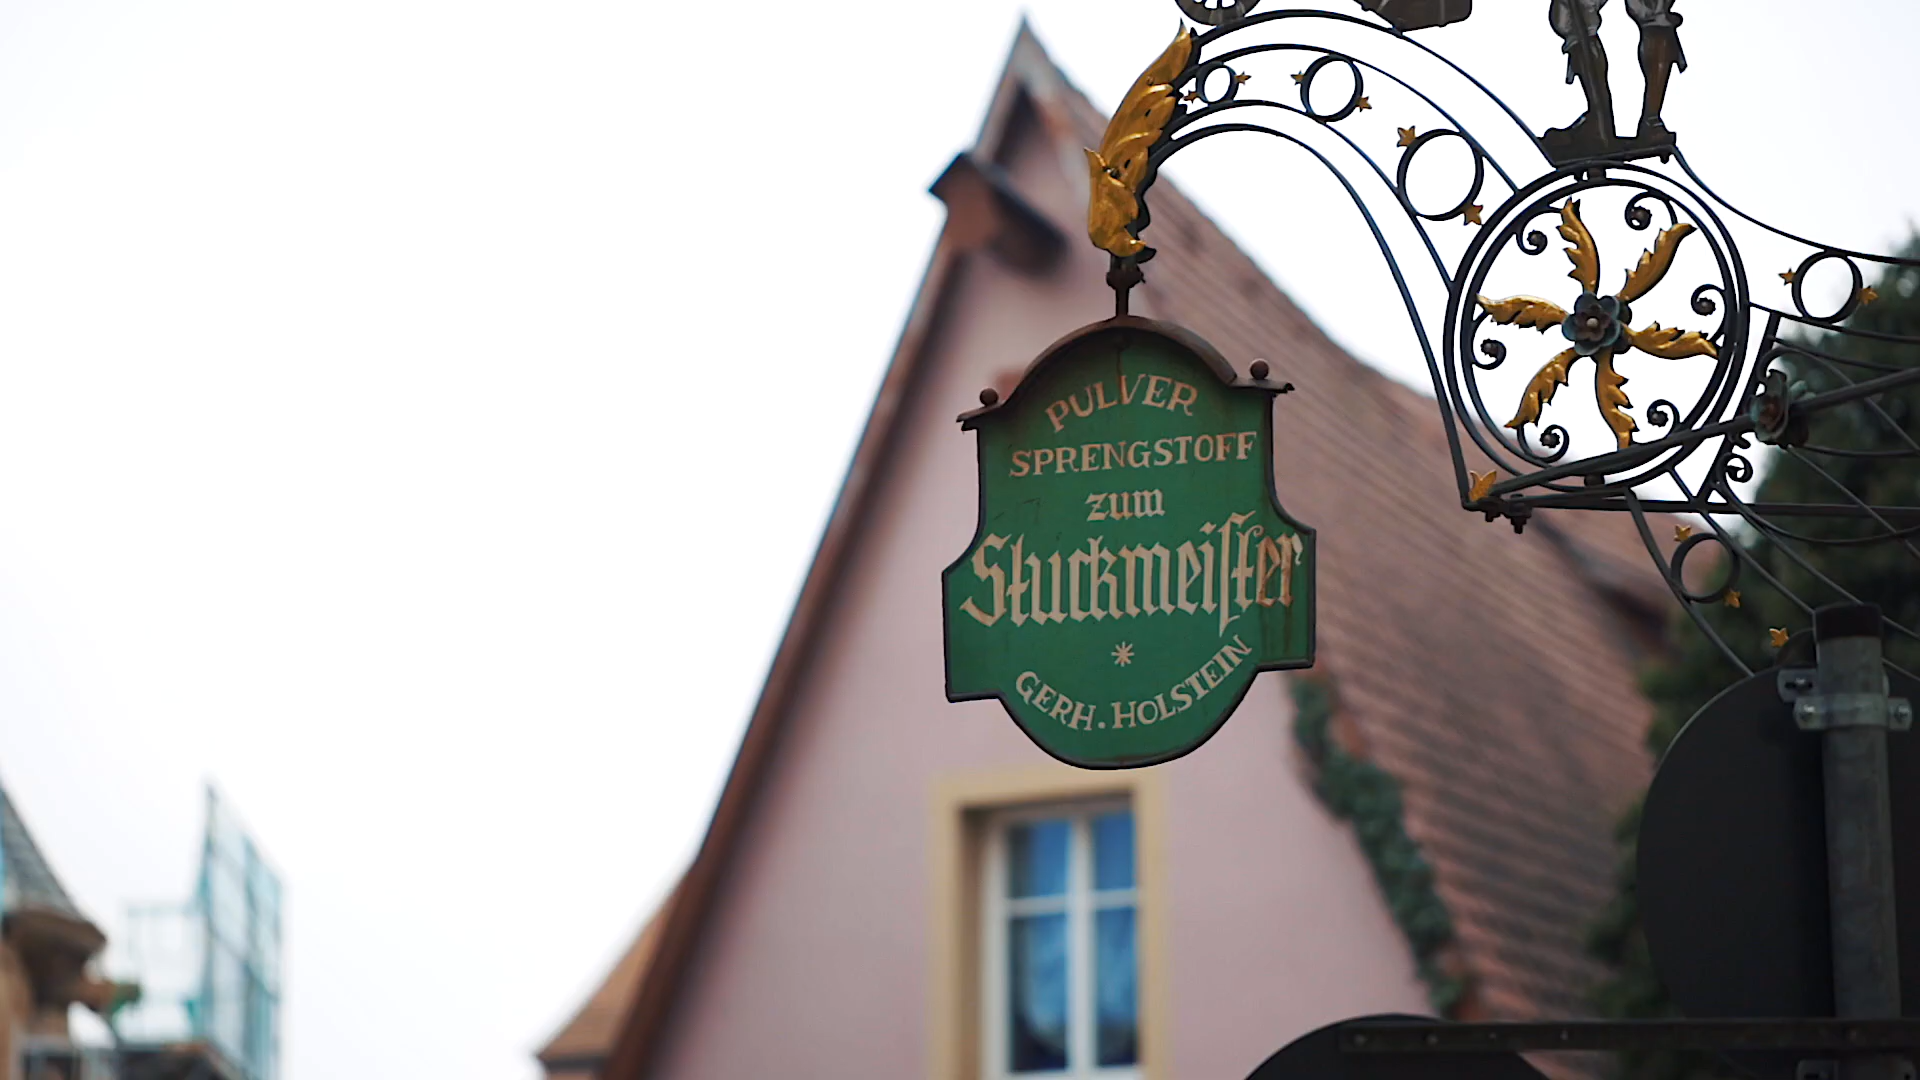 PULVER
SPRENGSTOFF
zum
Stuckmeiſter
*
GERH. HOLSTEIN